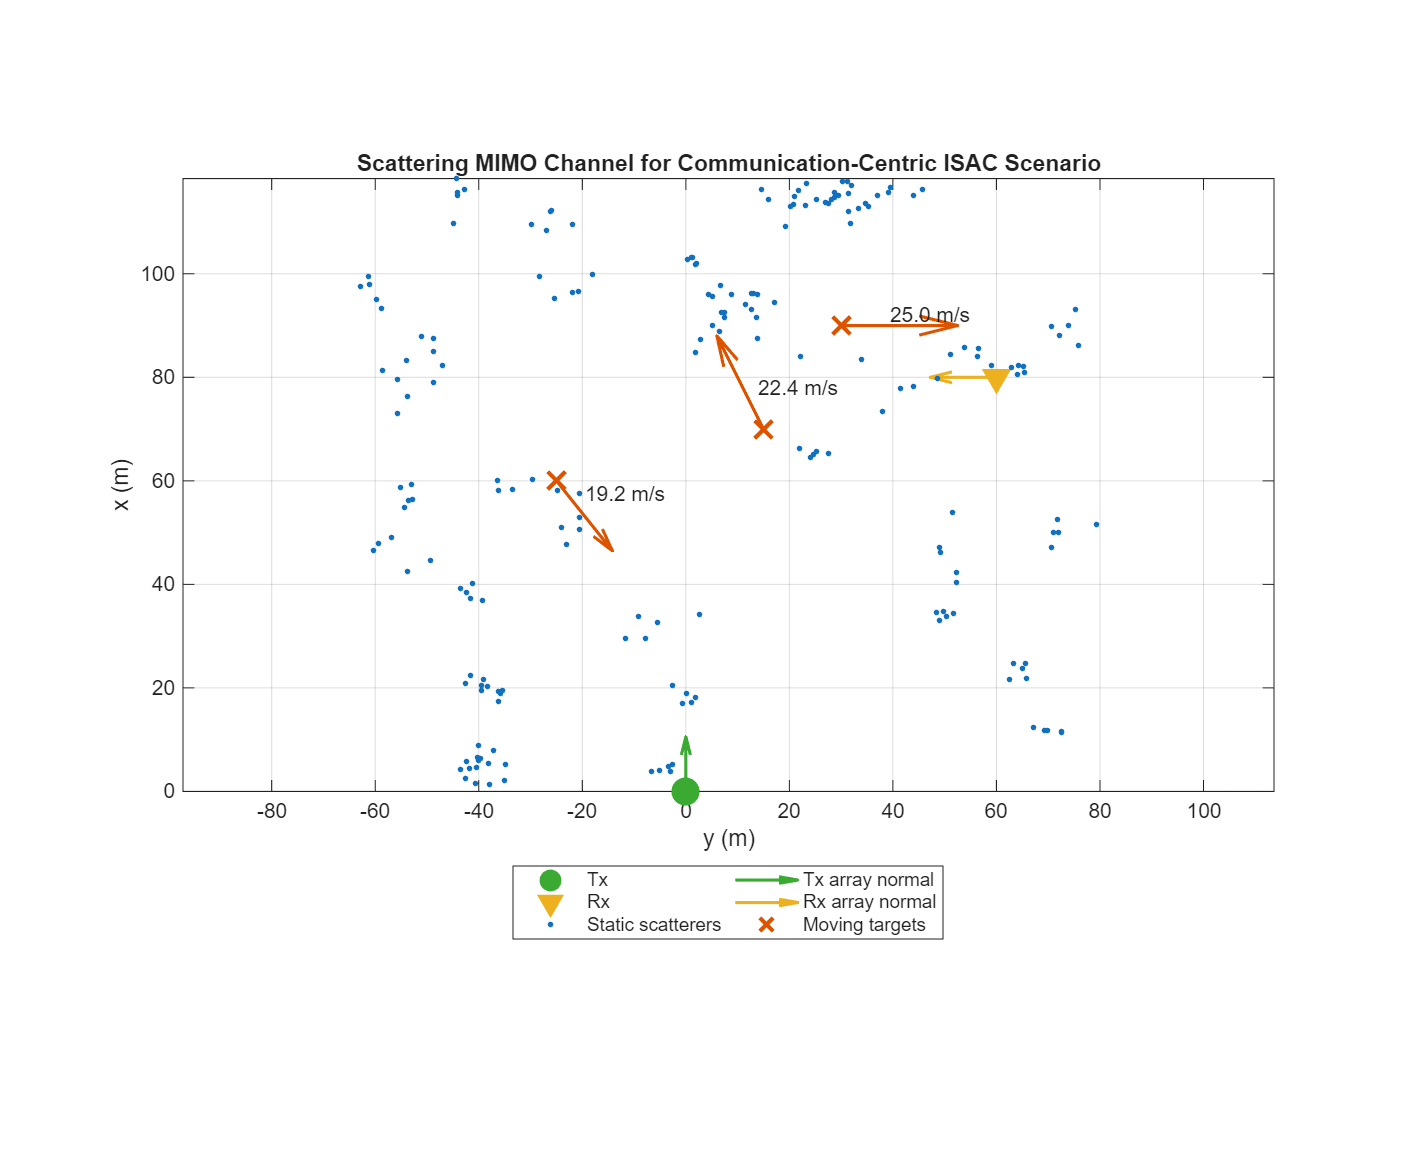 Scattering MIMO Channel for Communication-Centric ISAC Scenario
100
80
60
40
20
0
x (m)
25.0 m/s
22.4 m/s
19.2 m/s
-80 -60 -40 -20 0 20 40 60 80 100
y (m)
Tx Tx array normal
Rx Rx array normal
Static scatterers Moving targets